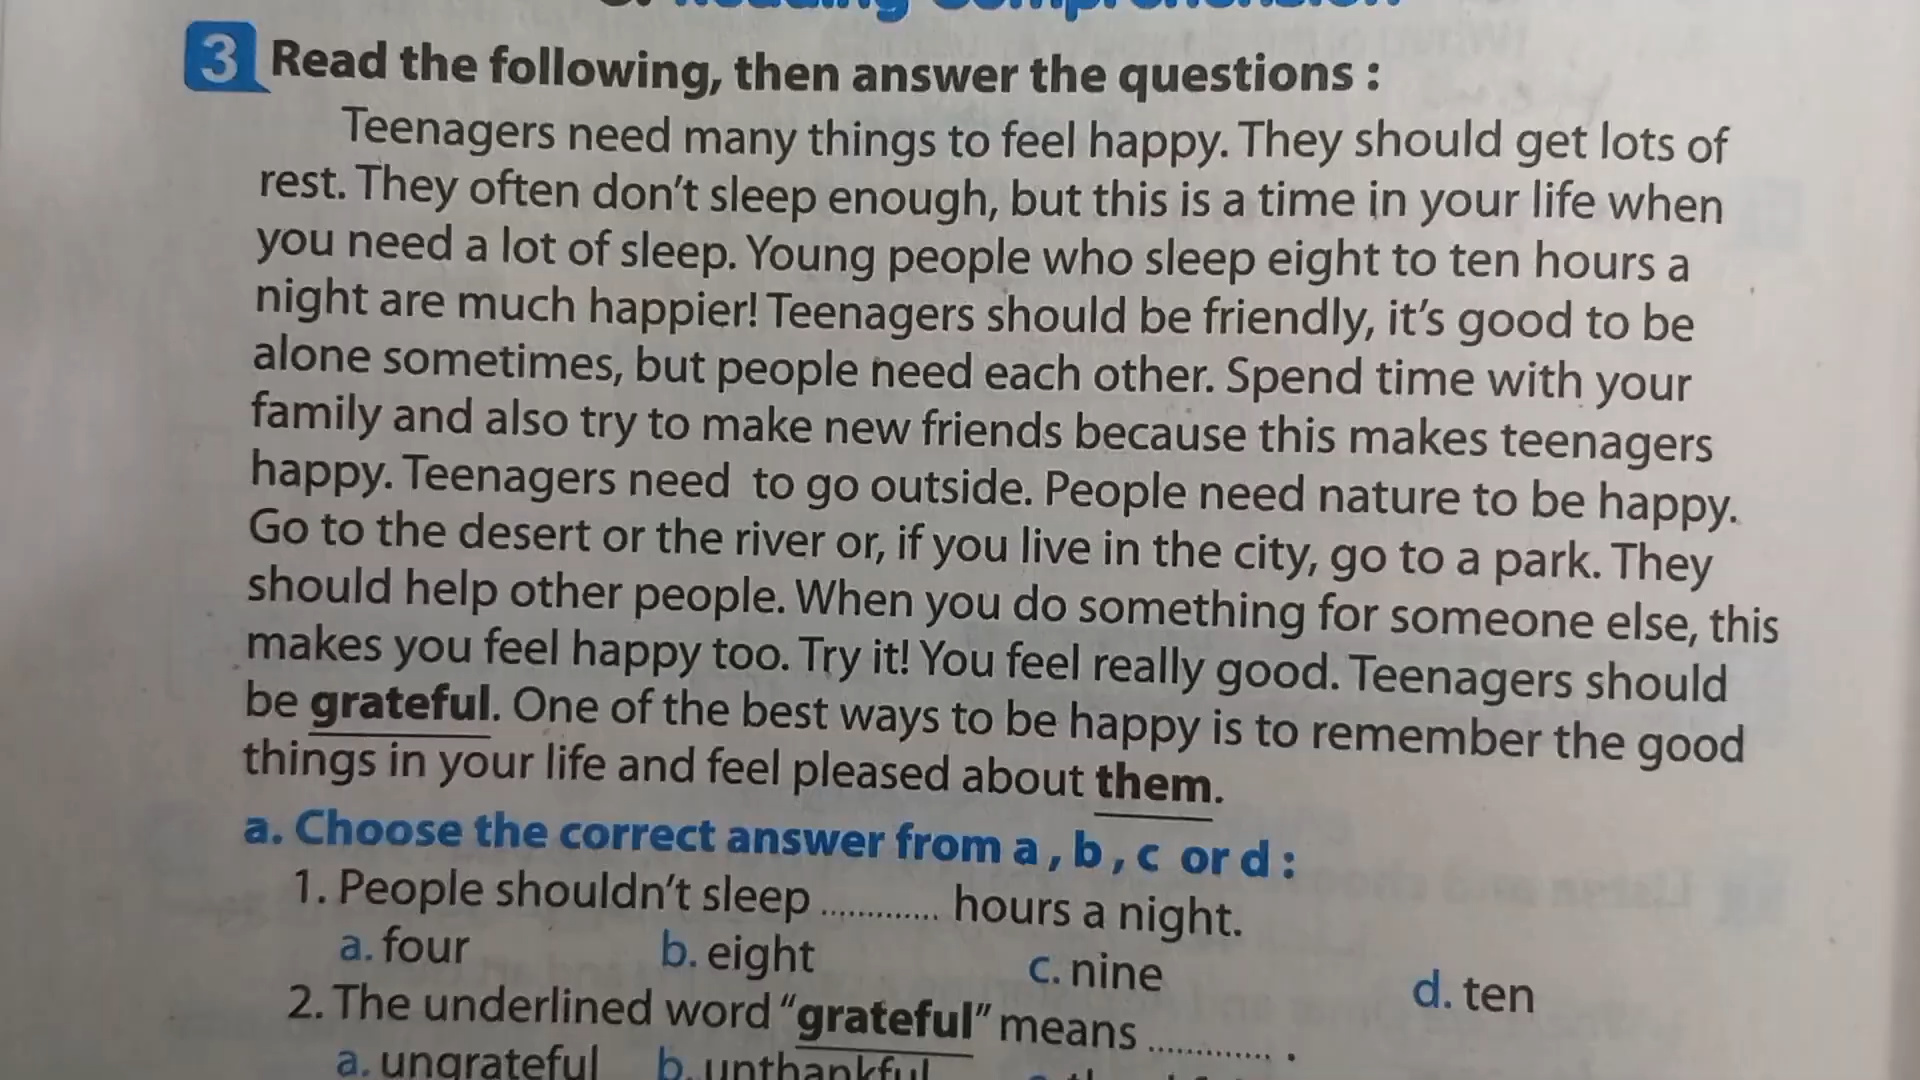 Reading Comprehension
3 Read the following, then answer the questions :
Teenagers need many things to feel happy. They should get lots of
rest. They often don't sleep enough, but this is a time in your life when
you need a lot of sleep. Young people who sleep eight to ten hours a
night are much happier! Teenagers should be friendly, it's good to be
alone sometimes, but people need each other. Spend time with your
family and also try to make new friends because this makes teenagers
happy. Teenagers need to go outside. People need nature to be happy.
Go to the desert or the river or, if you live in the city, go to a park. They
should help other people. When you do something for someone else, this
makes you feel happy too. Try it! You feel really good. Teenagers should
be grateful. One of the best ways to be happy is to remember the good
things in your life and feel pleased about them.
a. Choose the correct answer from a , b , c or d :
1. People shouldn't sleep ............. hours a night.
a. four b. eight c. nine d. ten
2. The underlined word "grateful" means ............. .
a. ungrateful b. unthankful